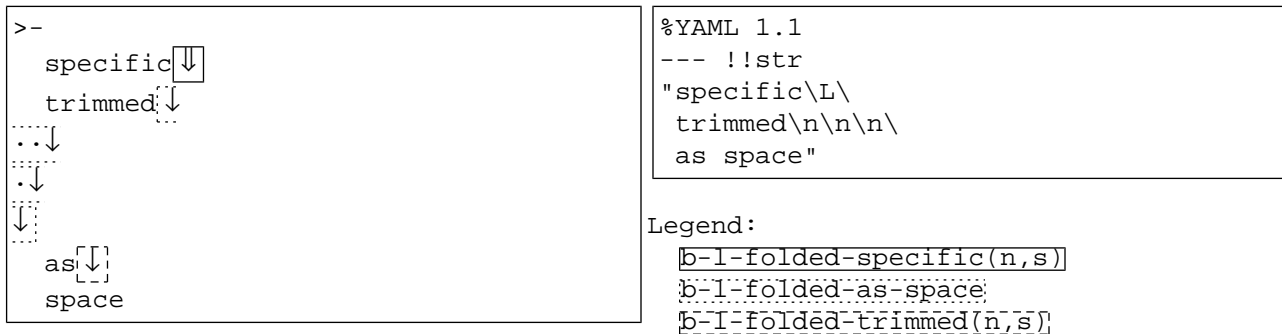 >-
specific⇓
trimmed↓
··↓
·↓
↓
as↓
space
%YAML 1.1
--- !!str
"specific\L\
trimmed\n\n\n\
as space"
Legend:
b-l-folded-specific(n,s)
b-l-folded-as-space
b-l-folded-trimmed(n,s)